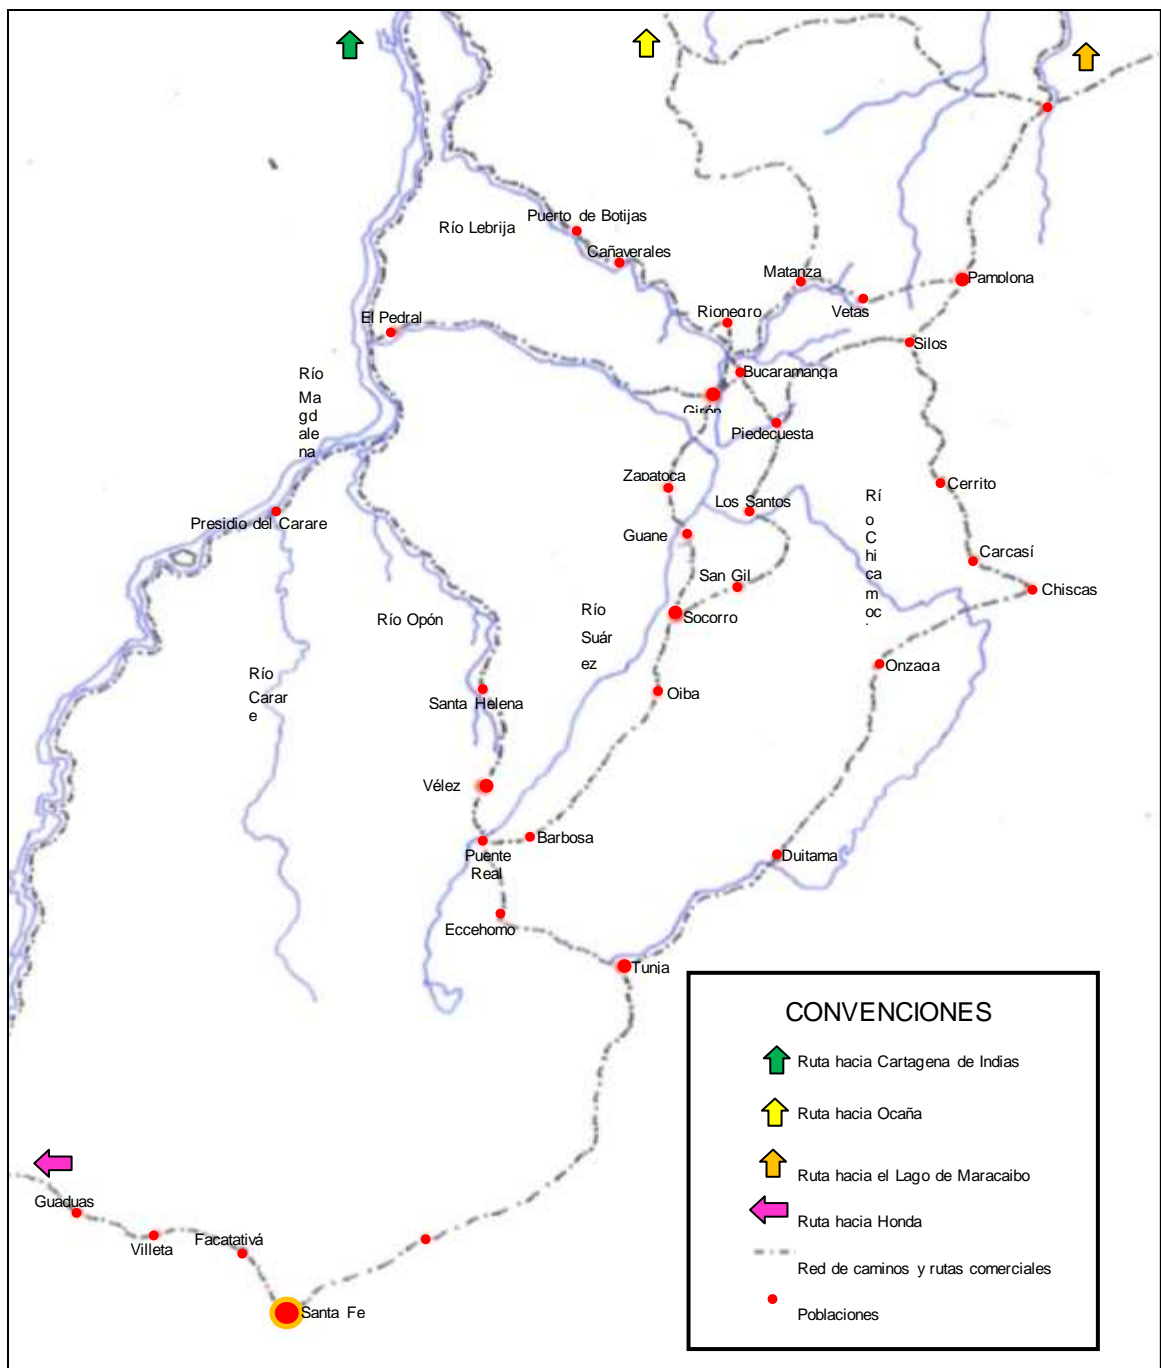 Puerto de Botijas
Río Lebrija
Cañaverales
Matanza
Pamplona
Vetas
Rionegro
El Pedral
Silos
Bucaramanga
Río
Ma
gd
ale
na
Girón
Piedecuesta
Zapatoca
Los Santos
Cerrito
Rí
o
C
hi
ca
m
oc
Presidio del Carare
Guane
Carcasí
San Gil
Chiscas
Río
Suár
ez
Río Opón
Socorro
Onzaga
Río
Carar
e
Santa Helena
Oiba
Vélez
Barbosa
Puente
Real
Duitama
Eccehomo
Tunja
CONVENCIONES
Ruta hacia Cartagena de Indias
Ruta hacia Ocaña
Ruta hacia el Lago de Maracaibo
Ruta hacia Honda
Red de caminos y rutas comerciales
Poblaciones
Guaduas
Villeta
Facatativá
Santa Fe